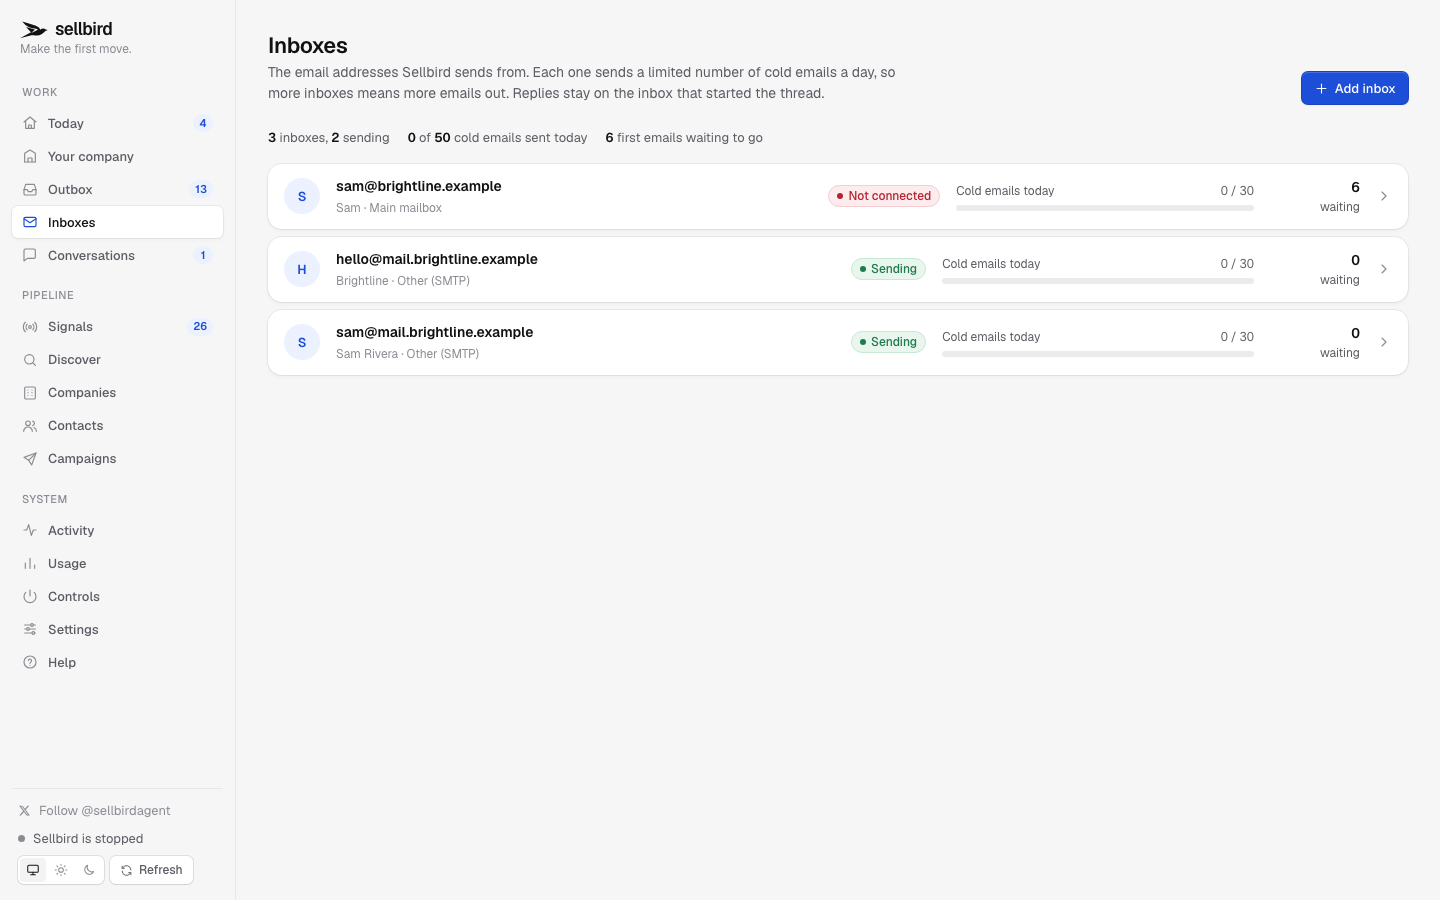 sellbird
Make the first move.
WORK
Today 4
Your company
Outbox 13
Inboxes
Conversations 1
PIPELINE
Signals 26
Discover
Companies
Contacts
Campaigns
SYSTEM
Activity
Usage
Controls
Settings
Help
Follow @sellbirdagent
Sellbird is stopped
Refresh
Inboxes
The email addresses Sellbird sends from. Each one sends a limited number of cold emails a day, so
more inboxes means more emails out. Replies stay on the inbox that started the thread.
Add inbox
3 inboxes, 2 sending 0 of 50 cold emails sent today 6 first emails waiting to go
S
sam@brightline.example
Sam · Main mailbox
Not connected
Cold emails today 0 / 30
6
waiting
H
hello@mail.brightline.example
Brightline · Other (SMTP)
Sending
Cold emails today 0 / 30
0
waiting
S
sam@mail.brightline.example
Sam Rivera · Other (SMTP)
Sending
Cold emails today 0 / 30
0
waiting